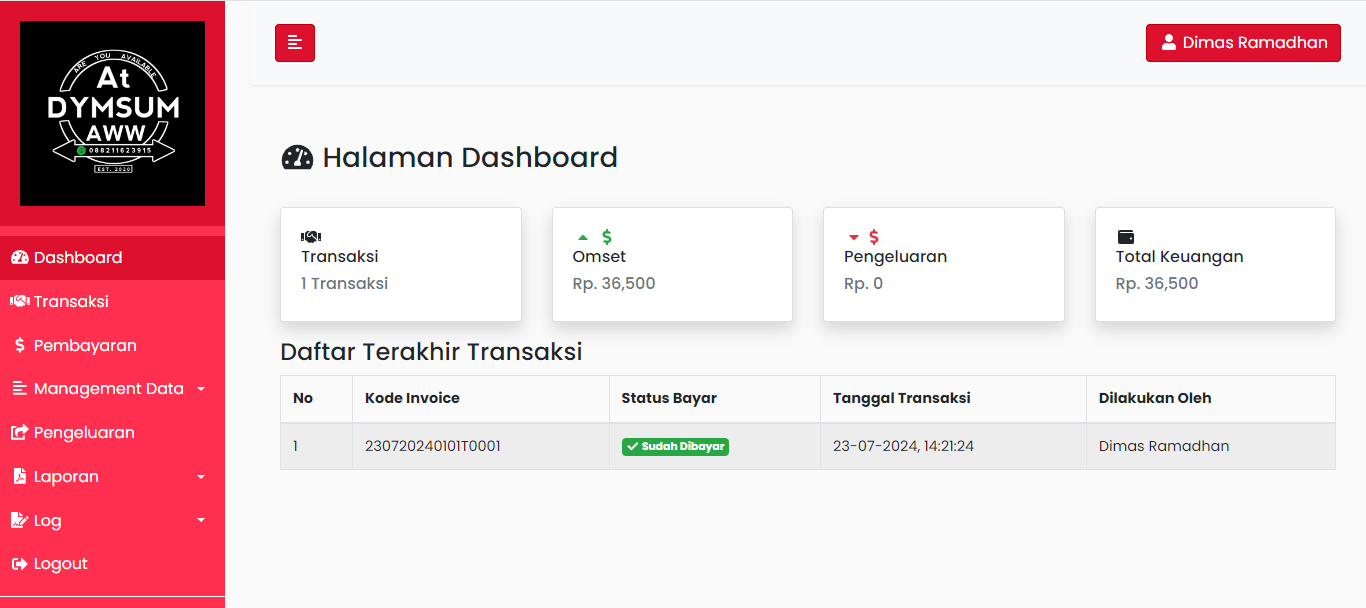 ARE YOU AVAILABLE
At
DYMSUM
AWW
088211623915
EST. 2020
Dashboard
Transaksi
Pembayaran
Management Data
Pengeluaran
Laporan
Log
Logout
Dimas Ramadhan
Halaman Dashboard
Transaksi
1 Transaksi
Omset
Rp. 36,500
Pengeluaran
Rp. 0
Total Keuangan
Rp. 36,500
Daftar Terakhir Transaksi
No Kode Invoice Status Bayar Tanggal Transaksi Dilakukan Oleh
1 230720240101T0001 Sudah Dibayar 23-07-2024, 14:21:24 Dimas Ramadhan